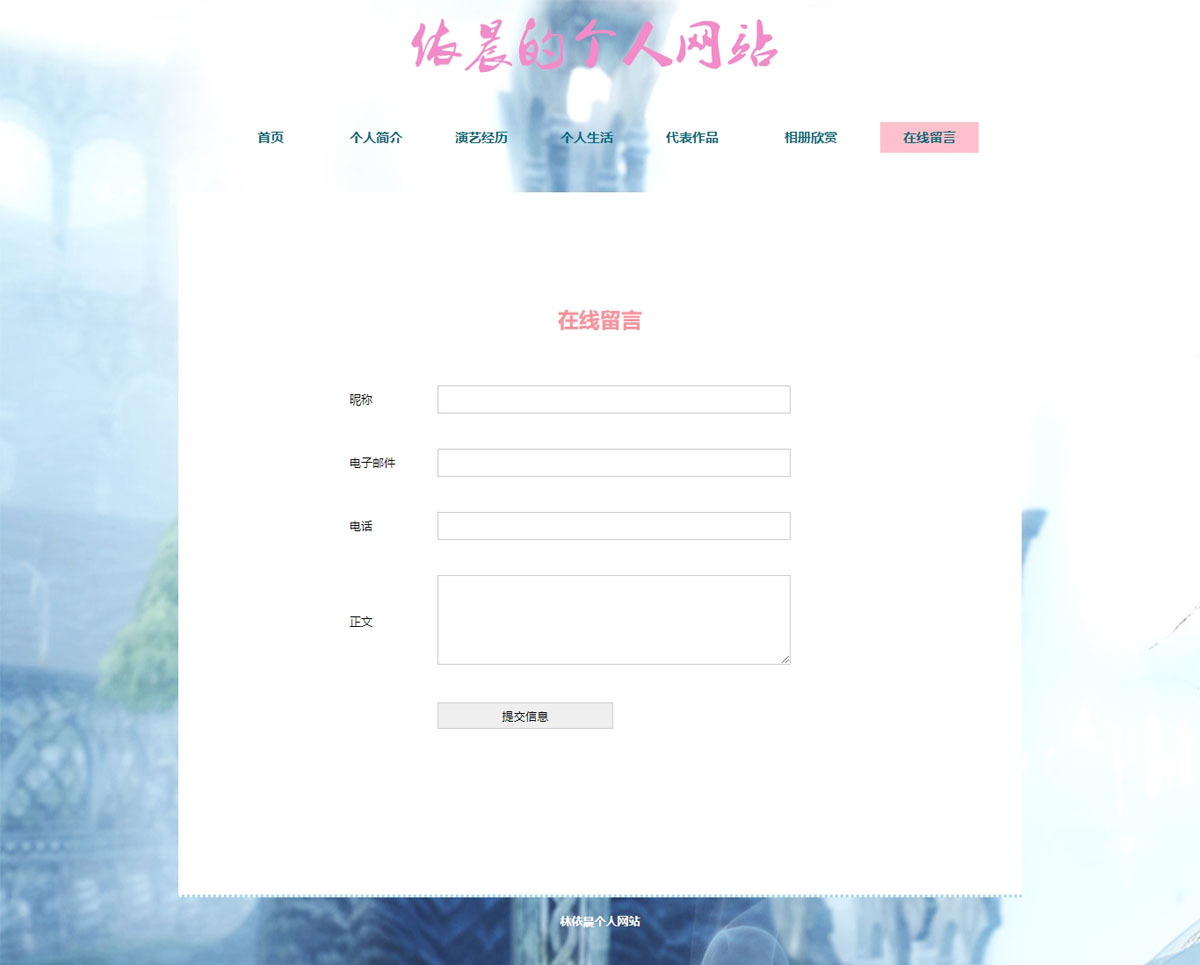 依晨的个人网站
首页 个人简介 演艺经历 个人生活 代表作品 相册欣赏 在线留言
在线留言
昵称
电子邮件
电话
正文
提交信息
林依晨个人网站